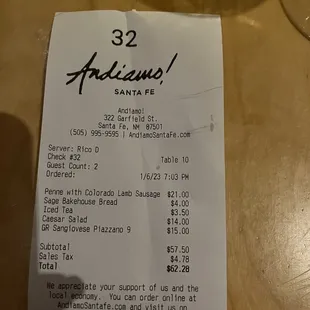 32
Andiamo!
SANTA FE
Andiamo!
322 Garfield St.
Santa Fe, NM 87501
(505) 995-9595 | AndiamoSantaFe.com
Server: Rico D
Check #32 Table 10
Guest Count: 2
Ordered: 1/6/23 7:03 PM
Penne with Colorado Lamb Sausage $21.00
Sage Bakehouse Bread $4.00
Iced Tea $3.50
Caesar Salad $14.00
GR Sangiovese Piazzano 9 $15.00
Subtotal $57.50
Sales Tax $4.78
Total $62.28
We appreciate your support of us and the
local economy. You can order online at
AndiamoSantafe.com and visit us on